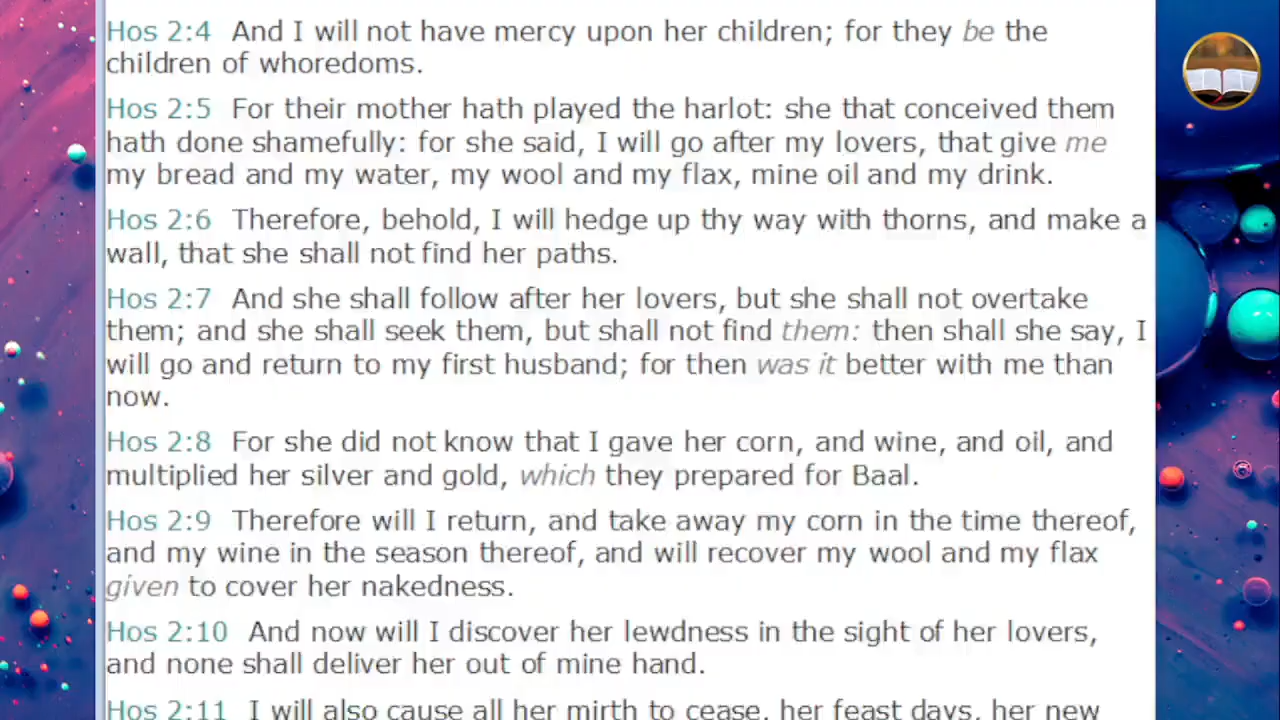 Hos 2:4 And I will not have mercy upon her children; for they be the
children of whoredoms.
Hos 2:5 For their mother hath played the harlot: she that conceived them
hath done shamefully: for she said, I will go after my lovers, that give me
my bread and my water, my wool and my flax, mine oil and my drink.
Hos 2:6 Therefore, behold, I will hedge up thy way with thorns, and make a
wall, that she shall not find her paths.
Hos 2:7 And she shall follow after her lovers, but she shall not overtake
them; and she shall seek them, but shall not find them: then shall she say, I
will go and return to my first husband; for then was it better with me than
now.
Hos 2:8 For she did not know that I gave her corn, and wine, and oil, and
multiplied her silver and gold, which they prepared for Baal.
Hos 2:9 Therefore will I return, and take away my corn in the time thereof,
and my wine in the season thereof, and will recover my wool and my flax
given to cover her nakedness.
Hos 2:10 And now will I discover her lewdness in the sight of her lovers,
and none shall deliver her out of mine hand.
Hos 2:11 I will also cause all her mirth to cease, her feast days, her new